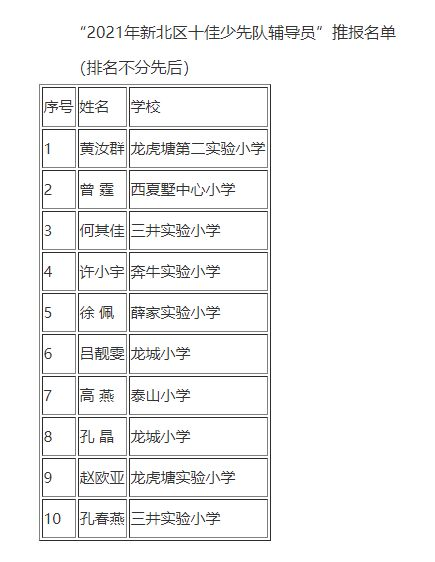 “2021年新北区十佳少先队辅导员”推报名单
（排名不分先后）
序号 姓名 学校
1 黄汝群 龙虎塘第二实验小学
2 曾 霆 西夏墅中心小学
3 何其佳 三井实验小学
4 许小宇 奔牛实验小学
5 徐 佩 薛家实验小学
6 吕靓雯 龙城小学
7 高 燕 泰山小学
8 孔 晶 龙城小学
9 赵欧亚 龙虎塘实验小学
10 孔春燕 三井实验小学